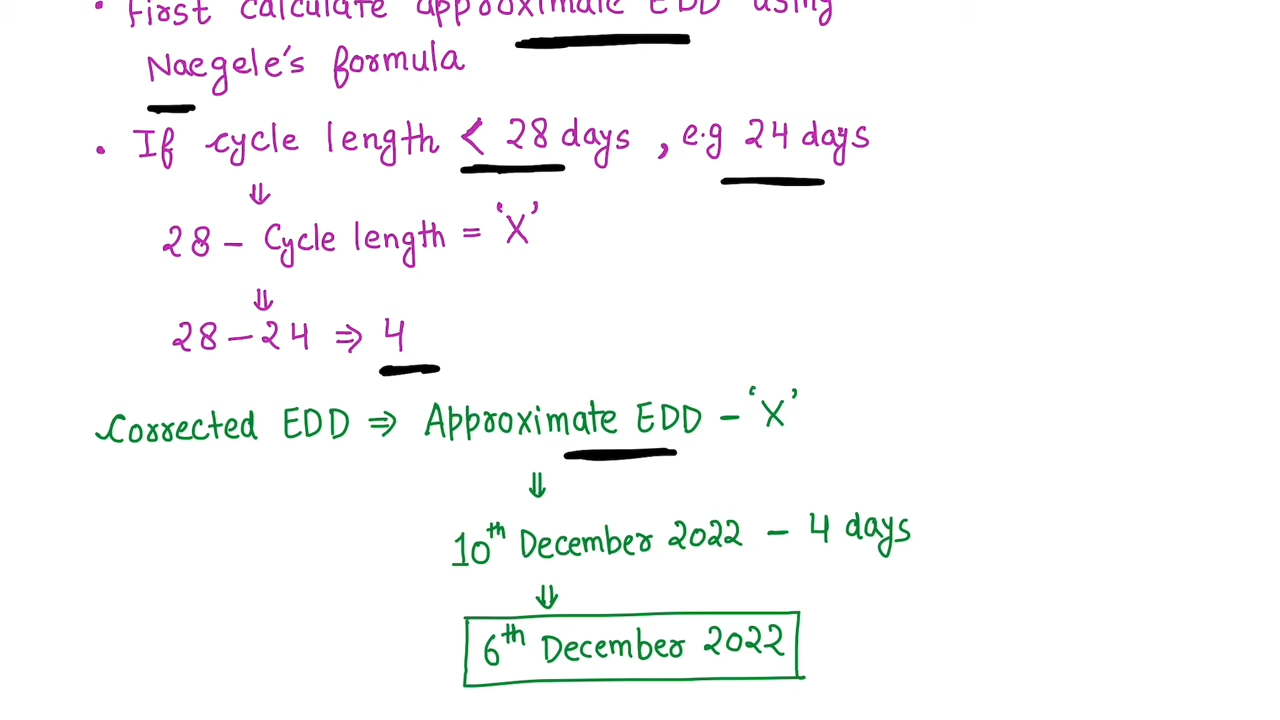 • First calculate approximate EDD using
Naegele's formula
• If cycle length < 28 days, e.g 24 days
⇓
28 – Cycle length = 'X'
⇓
28 – 24 ⇒ 4
Corrected EDD ⇒ Approximate EDD – 'X'
⇓
10th December 2022 – 4 days
⇓
6th December 2022